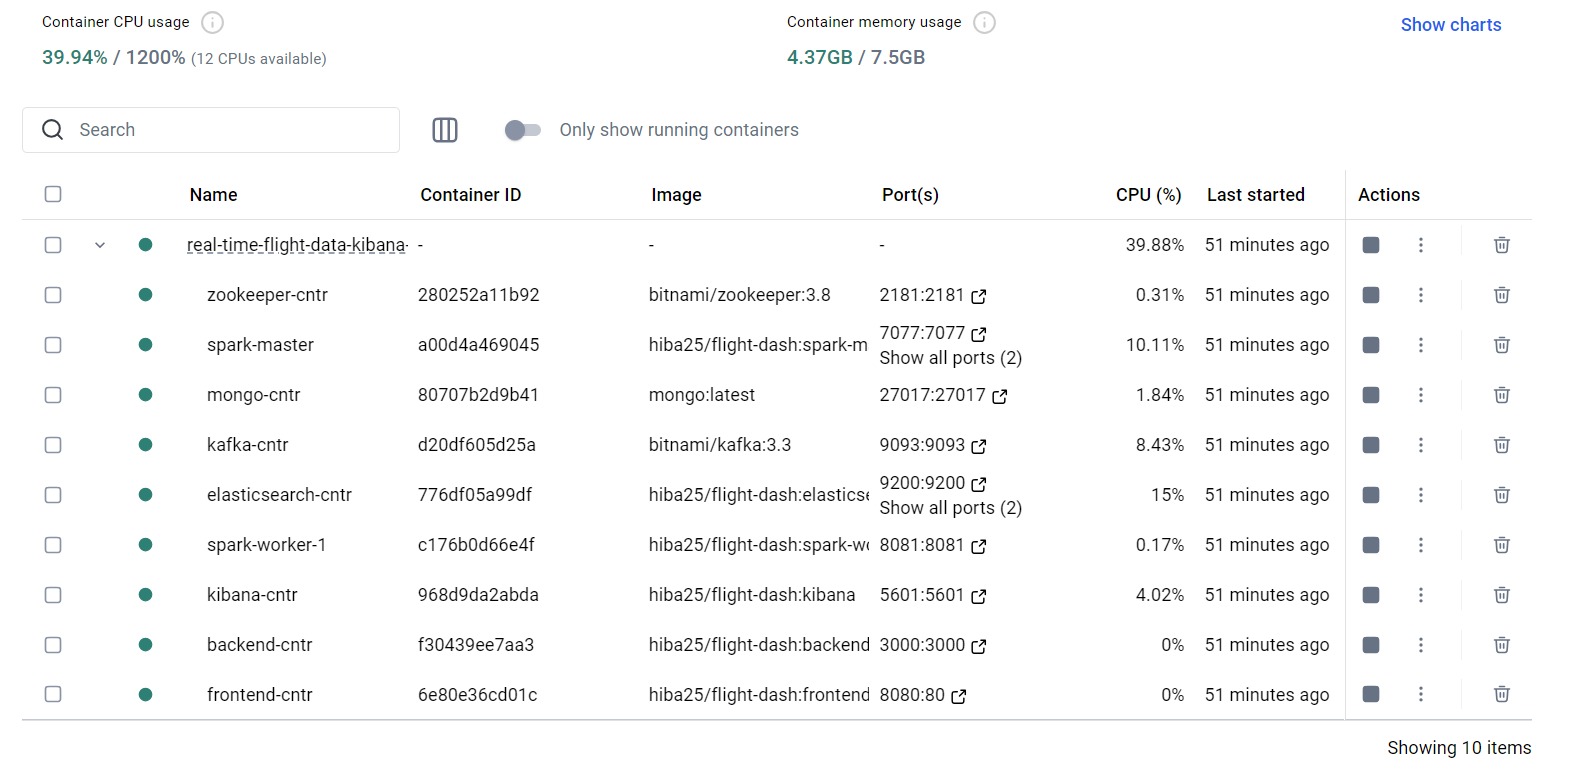 Container CPU usage
39.94% / 1200% (12 CPUs available)
Container memory usage
4.37GB / 7.5GB
Show charts
Search
Only show running containers
Name Container ID Image Port(s) CPU (%) Last started Actions
real-time-flight-data-kibana- - - - 39.88% 51 minutes ago
zookeeper-cntr 280252a11b92 bitnami/zookeeper:3.8 2181:2181 0.31% 51 minutes ago
spark-master a00d4a469045 hiba25/flight-dash:spark-m 7077:7077 Show all ports (2) 10.11% 51 minutes ago
mongo-cntr 80707b2d9b41 mongo:latest 27017:27017 1.84% 51 minutes ago
kafka-cntr d20df605d25a bitnami/kafka:3.3 9093:9093 8.43% 51 minutes ago
elasticsearch-cntr 776df05a99df hiba25/flight-dash:elasticse 9200:9200 Show all ports (2) 15% 51 minutes ago
spark-worker-1 c176b0d66e4f hiba25/flight-dash:spark-wo 8081:8081 0.17% 51 minutes ago
kibana-cntr 968d9da2abda hiba25/flight-dash:kibana 5601:5601 4.02% 51 minutes ago
backend-cntr f30439ee7aa3 hiba25/flight-dash:backend 3000:3000 0% 51 minutes ago
frontend-cntr 6e80e36cd01c hiba25/flight-dash:frontend 8080:80 0% 51 minutes ago
Showing 10 items